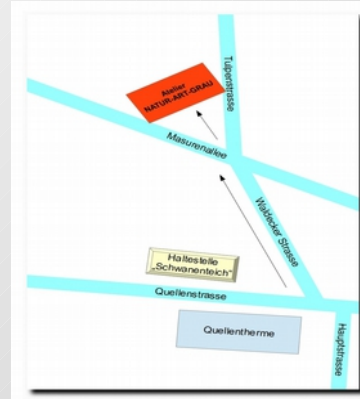 Tulpenstrasse
Atelier
NATUR-ART-GRAU
Masurenallee
Waldecker Strasse
Haltestelle
„Schwanenteich“
Quellenstrasse
Quellentherme
Hauptstrasse